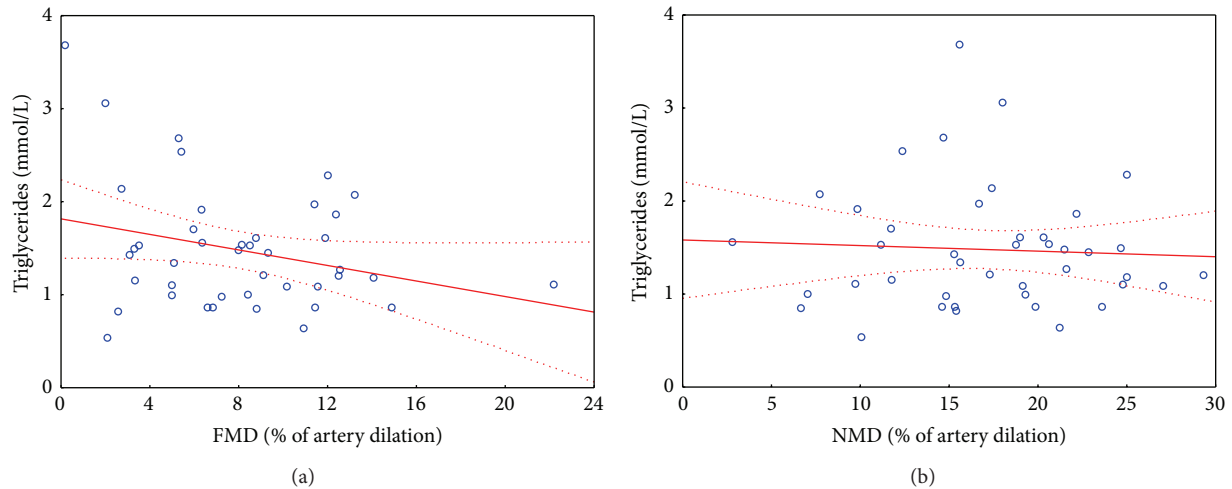 4
3
2
1
0
Triglycerides (mmol/L)
0 4 8 12 16 20 24
FMD (% of artery dilation)
(a)
4
3
2
1
0
Triglycerides (mmol/L)
0 5 10 15 20 25 30
NMD (% of artery dilation)
(b)